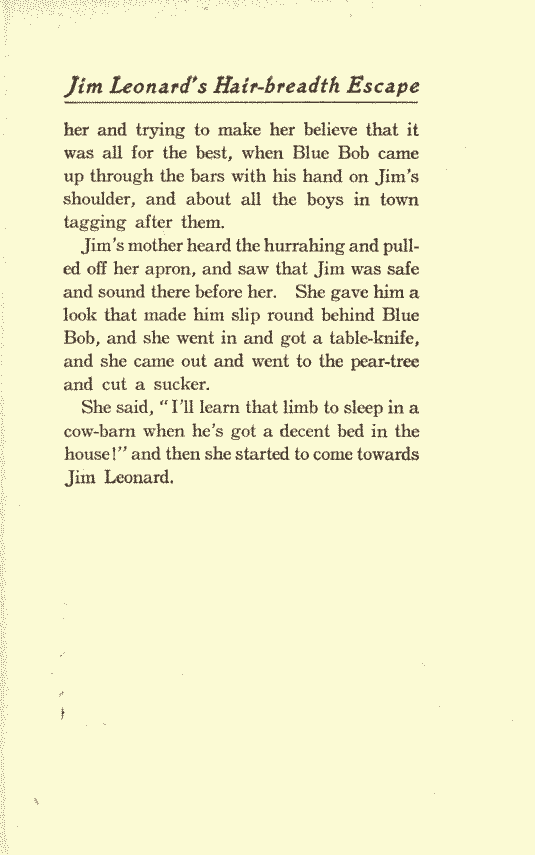 Jim Leonard's Hair-breadth Escape
her and trying to make her believe that it
was all for the best, when Blue Bob came
up through the bars with his hand on Jim's
shoulder, and about all the boys in town
tagging after them.
Jim's mother heard the hurrahing and pull-
ed off her apron, and saw that Jim was safe
and sound there before her. She gave him a
look that made him slip round behind Blue
Bob, and she went in and got a table-knife,
and she came out and went to the pear-tree
and cut a sucker.
She said, "I'll learn that limb to sleep in a
cow-barn when he's got a decent bed in the
house!" and then she started to come towards
Jim Leonard.